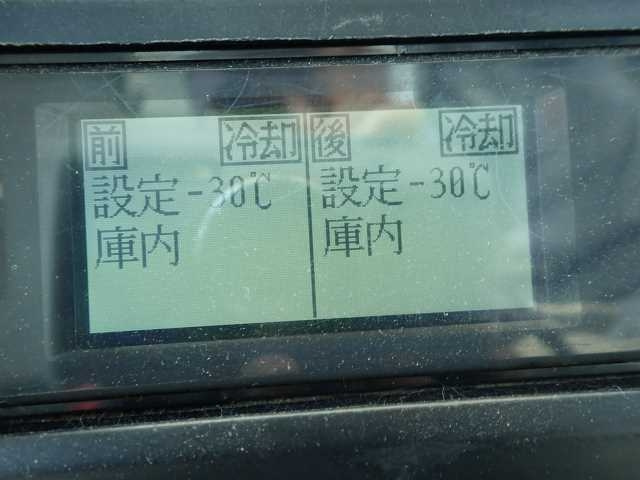 前 冷却
設定 -30℃
庫内
後 冷却
設定 -30℃
庫内